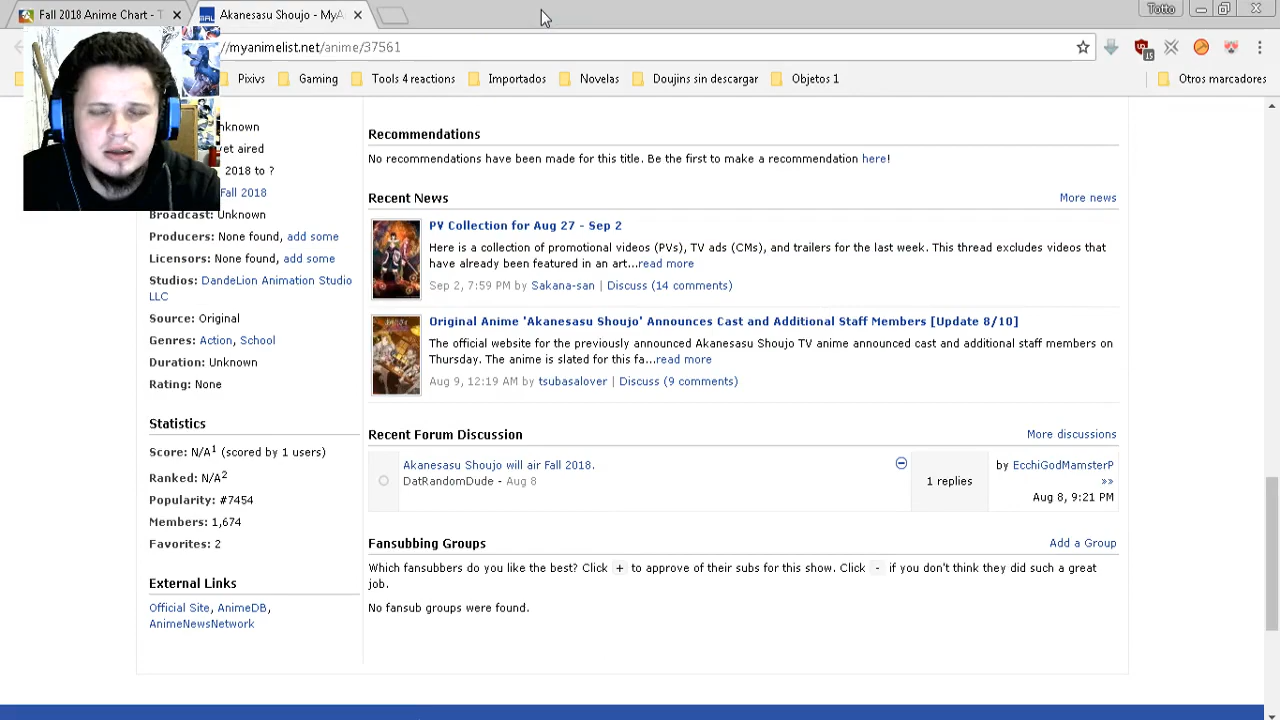 Fall 2018 Anime Chart - T
Akanesasu Shoujo - MyA
Totto
/myanimelist.net/anime/37561
15
Pixivs
Gaming
Tools 4 reactions
Importados
Novelas
Doujins sin descargar
Objetos 1
Otros marcadores
nknown
yet aired
2018 to ?
Fall 2018
Broadcast: Unknown
Producers: None found, add some
Licensors: None found, add some
Studios: DandeLion Animation Studio
LLC
Source: Original
Genres: Action, School
Duration: Unknown
Rating: None
Statistics
Score: N/A1 (scored by 1 users)
Ranked: N/A2
Popularity: #7454
Members: 1,674
Favorites: 2
External Links
Official Site, AnimeDB,
AnimeNewsNetwork
Recommendations
No recommendations have been made for this title. Be the first to make a recommendation here!
Recent News
More news
PV Collection for Aug 27 - Sep 2
Here is a collection of promotional videos (PVs), TV ads (CMs), and trailers for the last week. This thread excludes videos that
have already been featured in an art...read more
Sep 2, 7:59 PM by Sakana-san | Discuss (14 comments)
Original Anime 'Akanesasu Shoujo' Announces Cast and Additional Staff Members [Update 8/10]
The official website for the previously announced Akanesasu Shoujo TV anime announced cast and additional staff members on
Thursday. The anime is slated for this fa...read more
Aug 9, 12:19 AM by tsubasalover | Discuss (9 comments)
Recent Forum Discussion
More discussions
Akanesasu Shoujo will air Fall 2018.
DatRandomDude - Aug 8
1 replies
by EcchiGodMamsterP
»
Aug 8, 9:21 PM
Fansubbing Groups
Add a Group
Which fansubbers do you like the best? Click + to approve of their subs for this show. Click - if you don't think they did such a great
job.
No fansub groups were found.